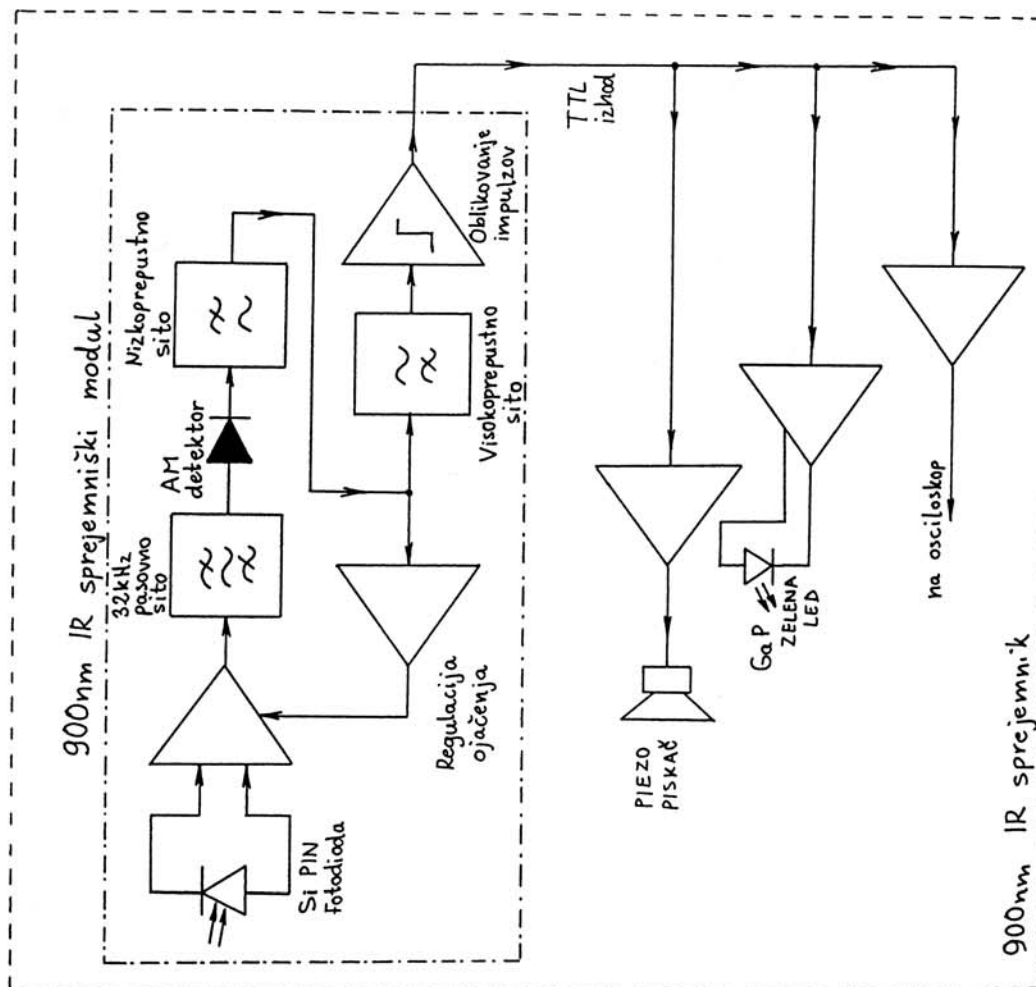 900nm IR sprejemnik
900nm IR sprejemniški modul
Si PIN
Fotodioda
32kHz
pasovno
sito
AM
detektor
Nizkoprepustno
sito
Regulacija
ojačenja
Visokoprepustno
sito
Oblikovanje
impulzov
TTL
izhod
PIEZO
PISKAČ
GaP
ZELENA
LED
na osciloskop